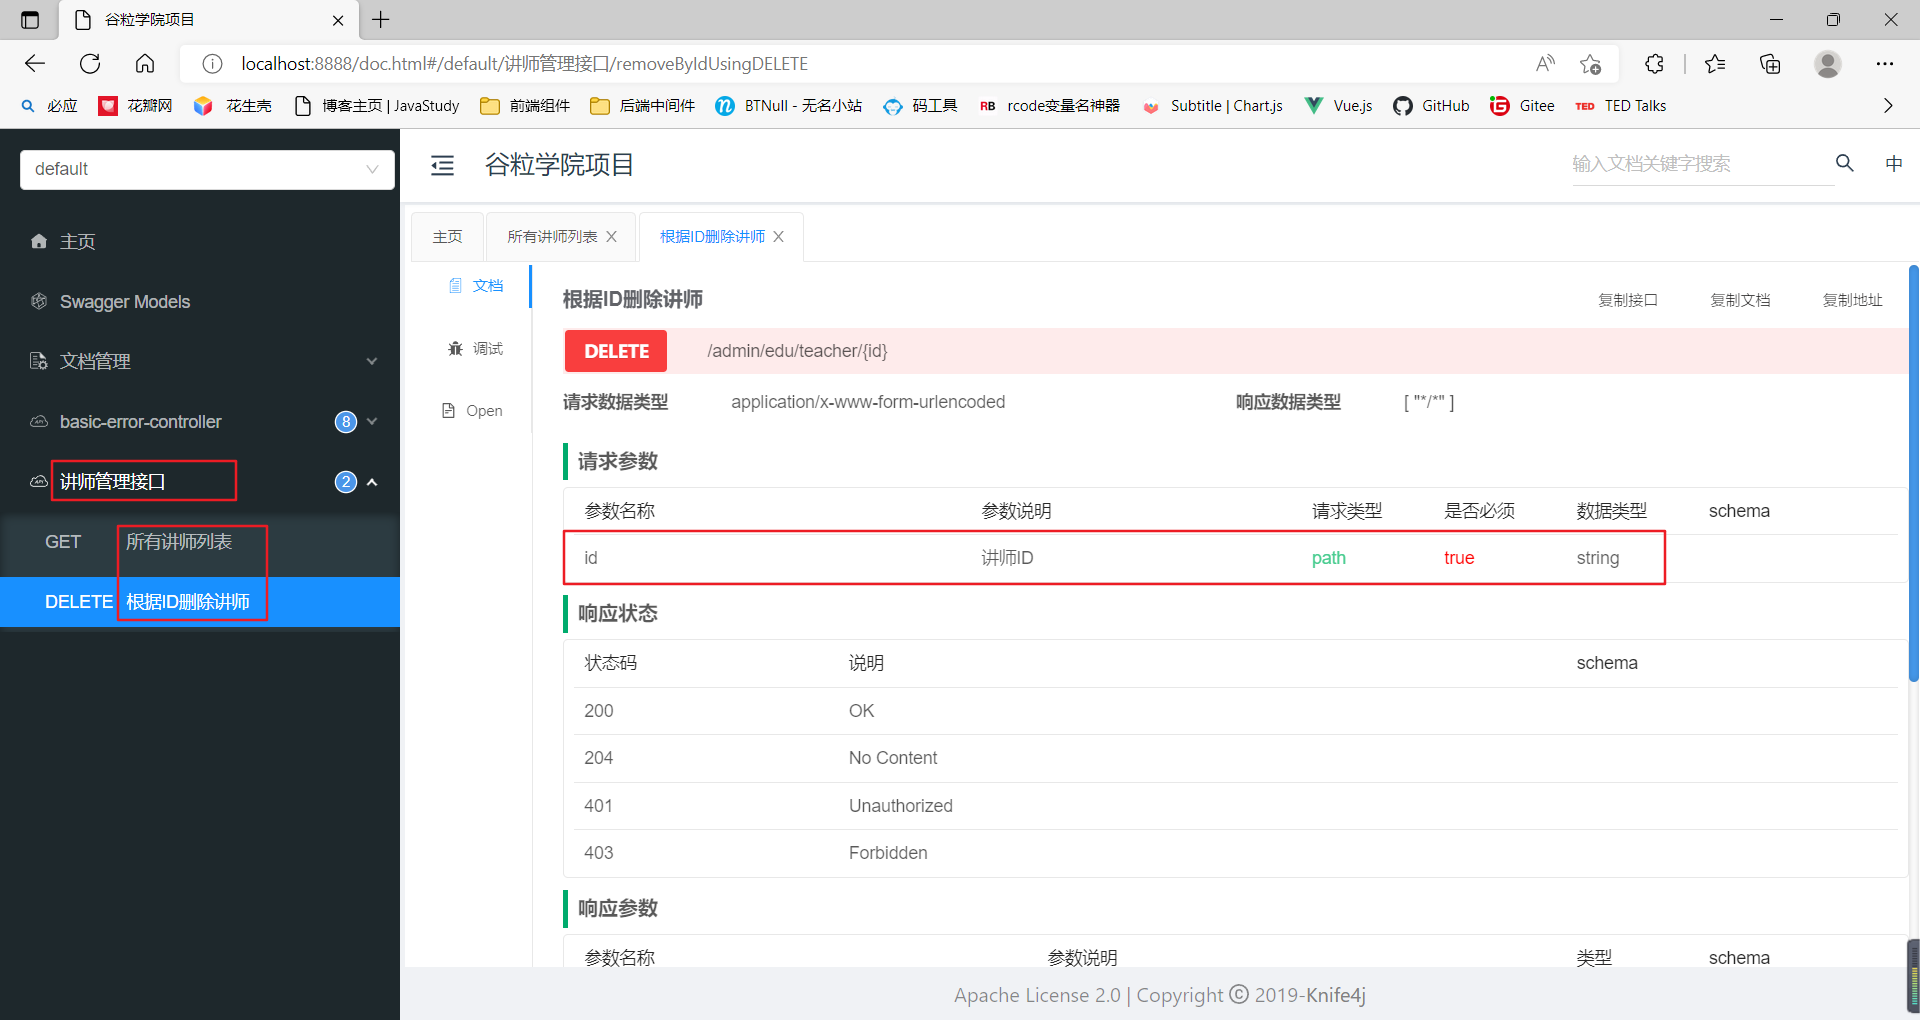 谷粒学院项目
localhost:8888/doc.html#/default/讲师管理接口/removeByIdUsingDELETE
必应 花瓣网 花生壳 博客主页 | JavaStudy 前端组件 后端中间件 BTNull - 无名小站 码工具 RB rcode变量名神器 Subtitle | Chart.js Vue.js GitHub Gitee TED TED Talks
default
谷粒学院项目
输入文档关键字搜索
中
主页
Swagger Models
文档管理
basic-error-controller 8
讲师管理接口 2
GET 所有讲师列表
DELETE 根据ID删除讲师
主页 所有讲师列表 根据ID删除讲师
文档
调试
Open
根据ID删除讲师
复制接口 复制文档 复制地址
DELETE /admin/edu/teacher/{id}
请求数据类型 application/x-www-form-urlencoded 响应数据类型 [ "*/*" ]
请求参数
参数名称 参数说明 请求类型 是否必须 数据类型 schema
id 讲师ID path true string
响应状态
状态码 说明 schema
200 OK
204 No Content
401 Unauthorized
403 Forbidden
响应参数
参数名称 参数说明 类型 schema
Apache License 2.0 | Copyright © 2019-Knife4j